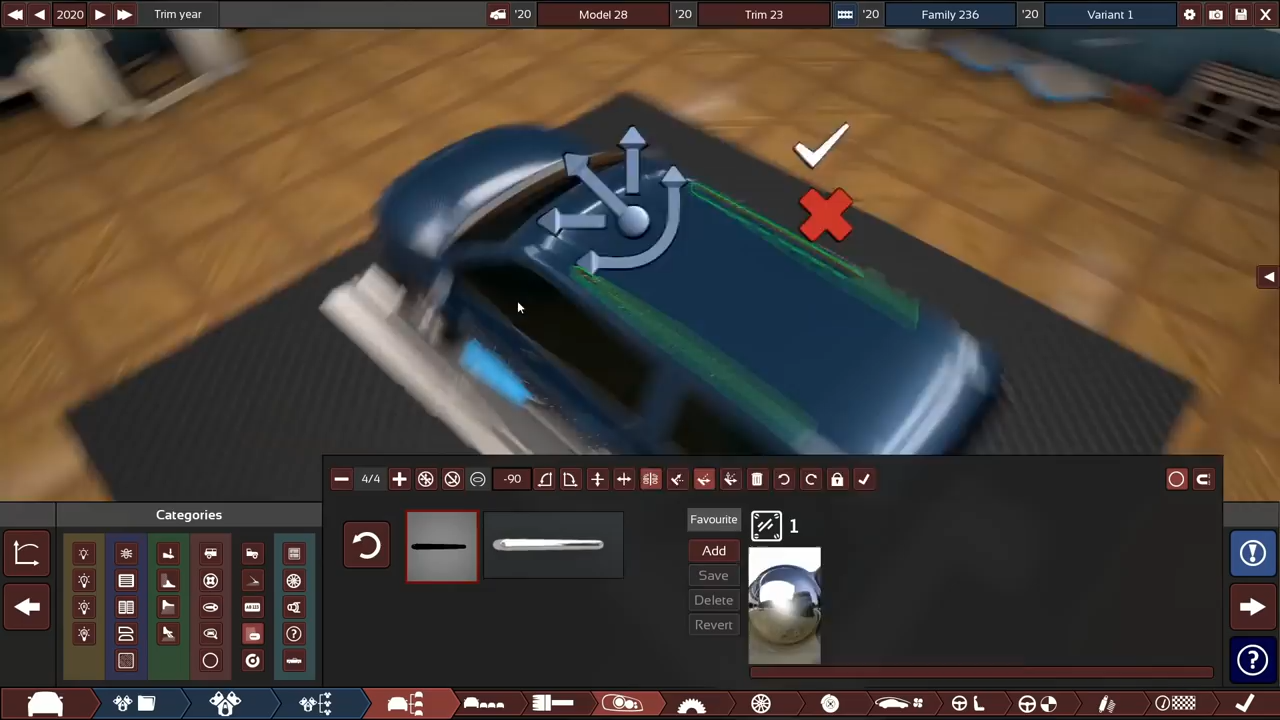 2020 Trim year '20 Model 28 '20 Trim 23 '20 Family 236 '20 Variant 1
4/4 -90
Categories
Favourite 1
Add
Save
Delete
Revert